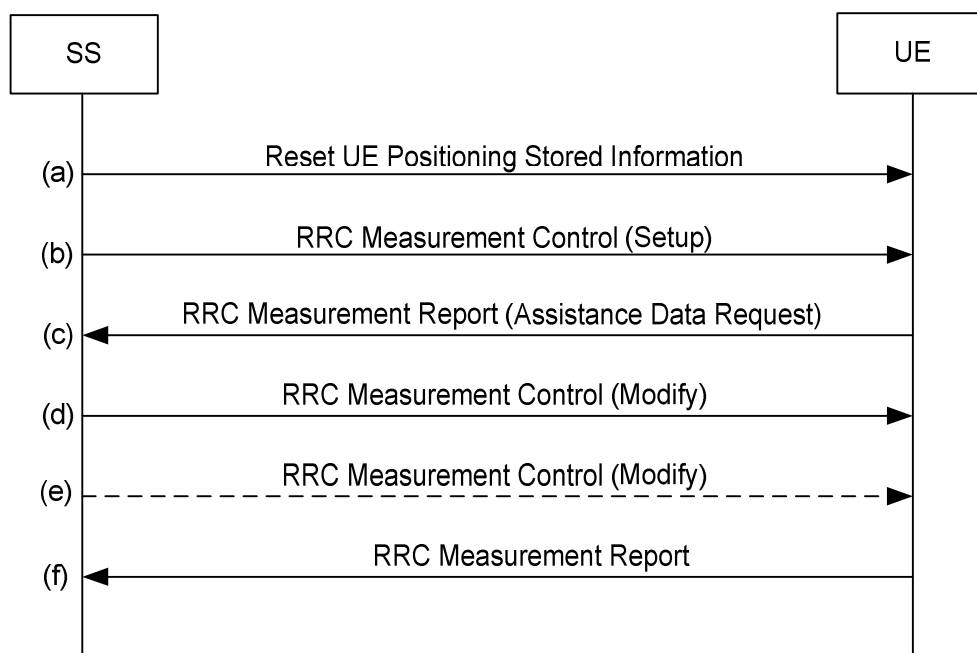 SS
UE
(a)
Reset UE Positioning Stored Information
(b)
RRC Measurement Control (Setup)
(c)
RRC Measurement Report (Assistance Data Request)
(d)
RRC Measurement Control (Modify)
(e)
RRC Measurement Control (Modify)
(f)
RRC Measurement Report